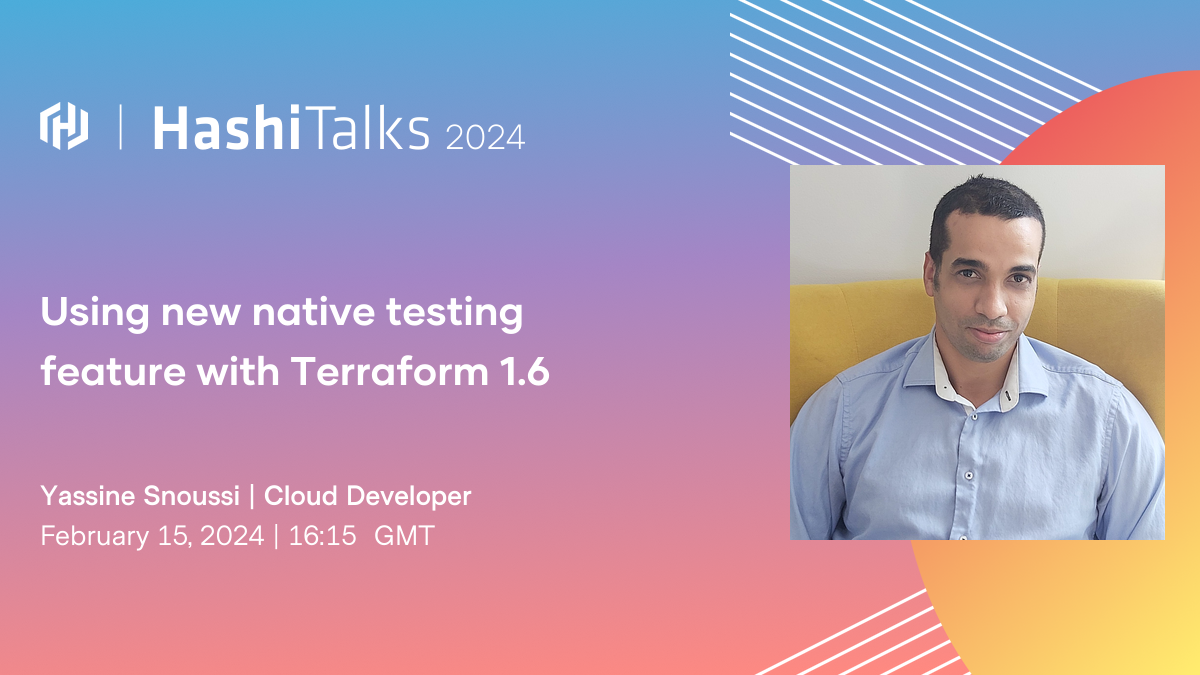 HashiTalks 2024
Using new native testing
feature with Terraform 1.6
Yassine Snoussi | Cloud Developer
February 15, 2024 | 16:15 GMT